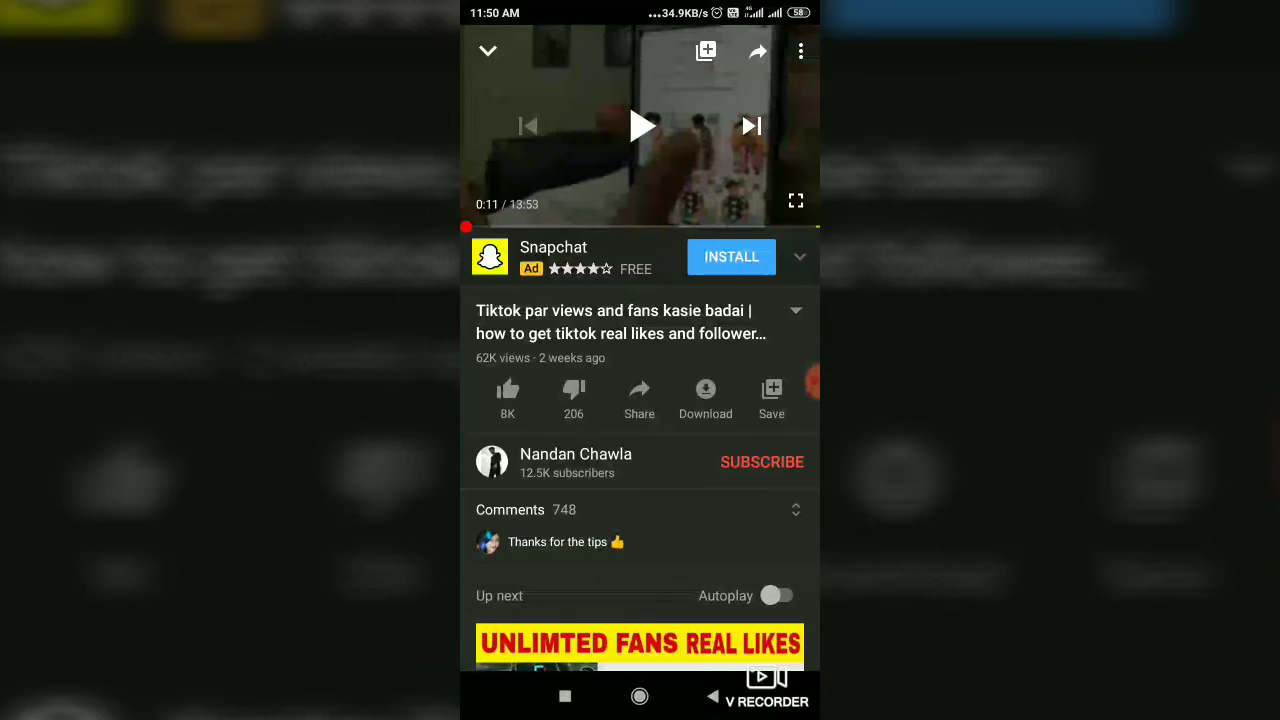 11:50 AM
...34.9KB/s 4G 58
0:11 / 13:53
Snapchat
Ad FREE
INSTALL
Tiktok par views and fans kasie badai |
how to get tiktok real likes and follower...
62K views · 2 weeks ago
8K
206
Share
Download
Save
Nandan Chawla
12.5K subscribers
SUBSCRIBE
Comments 748
Thanks for the tips 👍
Up next
Autoplay
UNLIMTED FANS REAL LIKES
V RECORDER